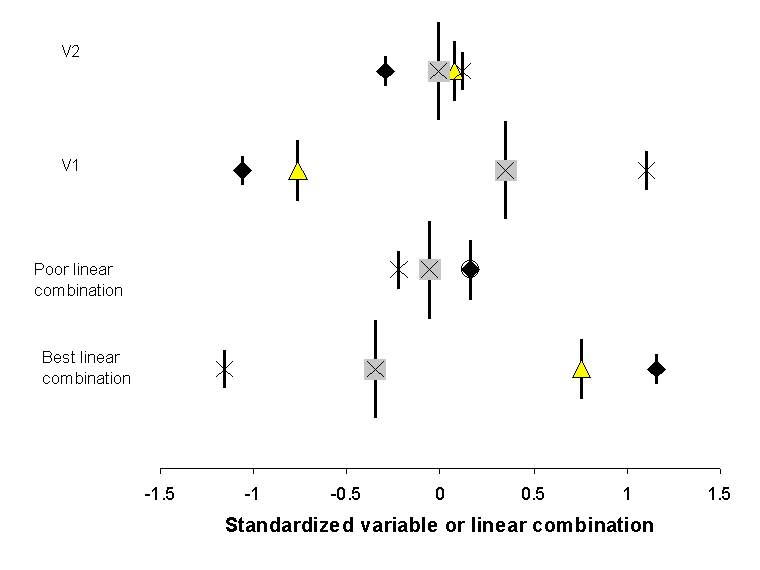 V2
V1
Poor linear
combination
Best linear
combination
-1.5 -1 -0.5 0 0.5 1 1.5
Standardized variable or linear combination